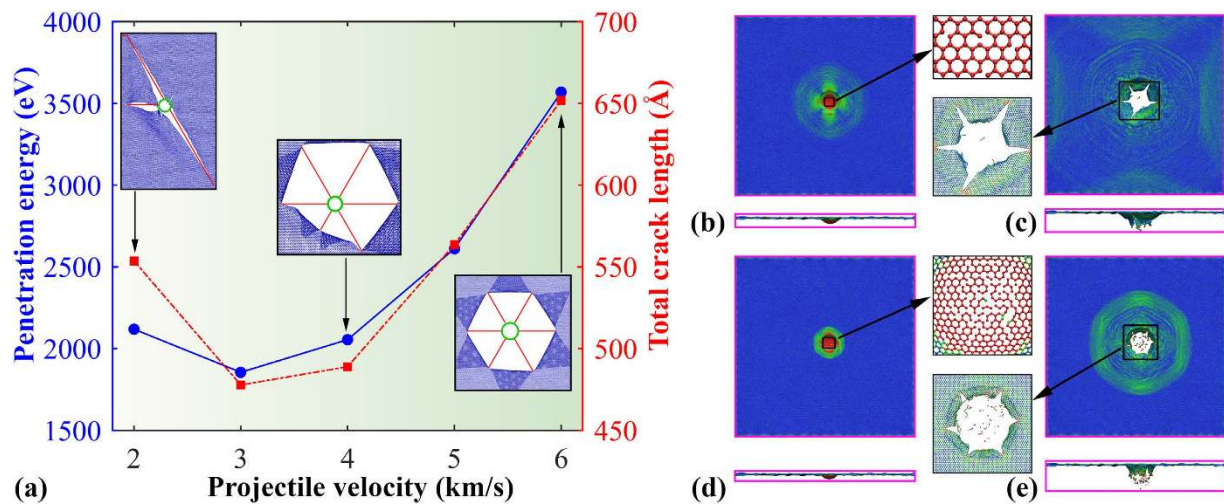 4000
3500
3000
2500
2000
1500
Penetration energy (eV)
700
650
600
550
500
450
Total crack length (Å)
2 3 4 5 6
Projectile velocity (km/s)
(a)
(b)
(c)
(d)
(e)